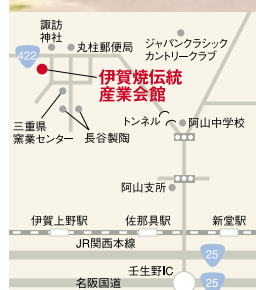 諏訪
神社
丸柱郵便局
ジャパンクラシック
カントリークラブ
422
伊賀焼伝統
産業会館
トンネル
阿山中学校
三重県
窯業センター
長谷製陶
阿山支所
伊賀上野駅
佐那具駅
新堂駅
JR関西本線
25
壬生野IC
名阪国道
25